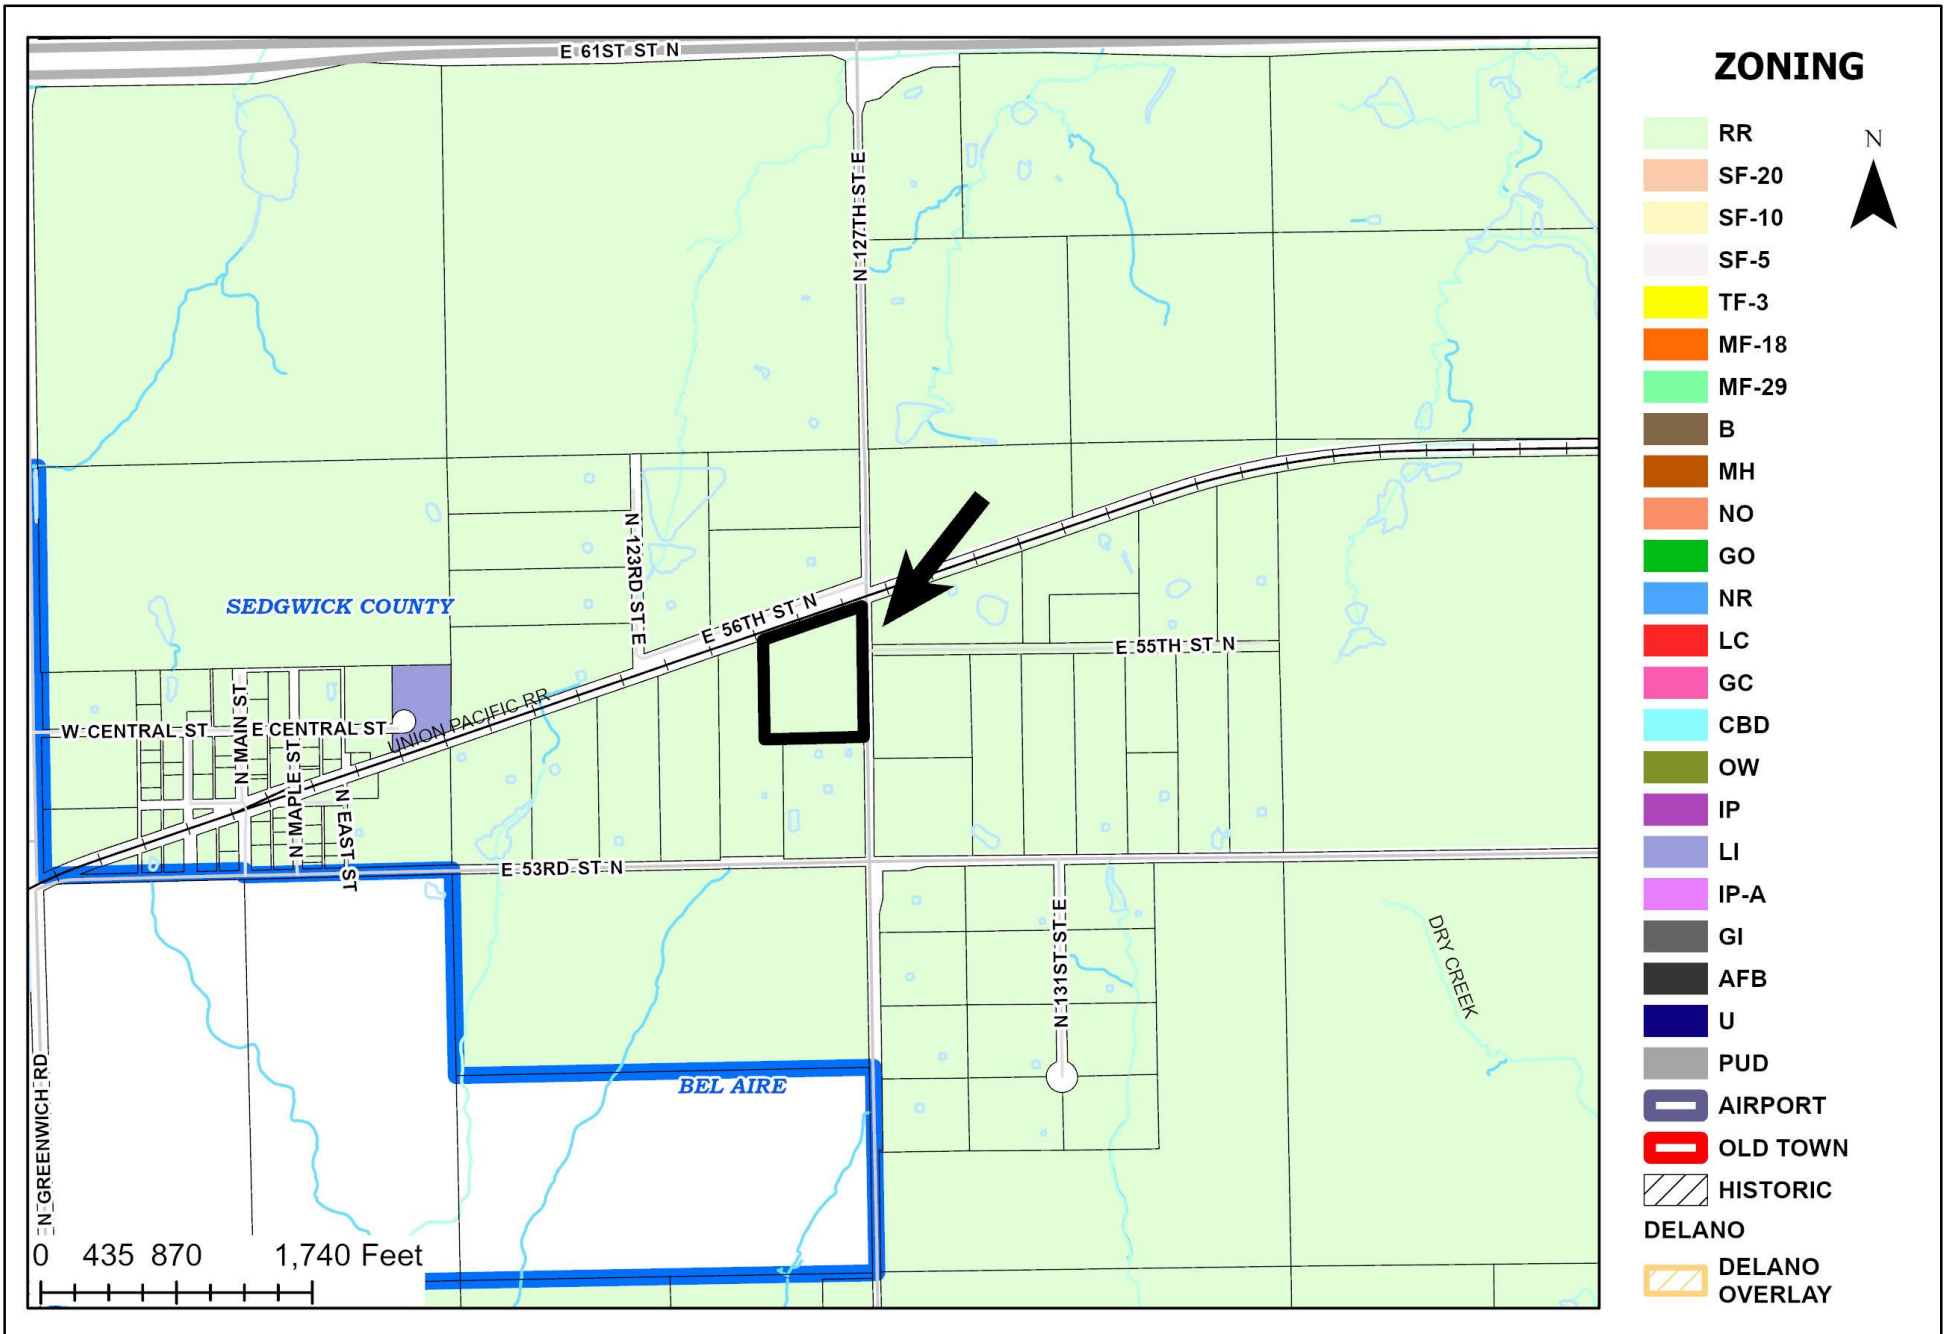 E 61ST ST N
N 127TH ST E
N 123RD ST E
SEDGWICK COUNTY
E 56TH ST N
E 55TH ST N
UNION PACIFIC RR
W CENTRAL ST
E CENTRAL ST
N MAIN ST
N MAPLE ST
N EAST ST
E 53RD ST N
N 131ST ST E
DRY CREEK
BEL AIRE
N GREENWICH RD
0 435 870 1,740 Feet
ZONING
N
RR
SF-20
SF-10
SF-5
TF-3
MF-18
MF-29
B
MH
NO
GO
NR
LC
GC
CBD
OW
IP
LI
IP-A
GI
AFB
U
PUD
AIRPORT
OLD TOWN
HISTORIC
DELANO
DELANO
OVERLAY